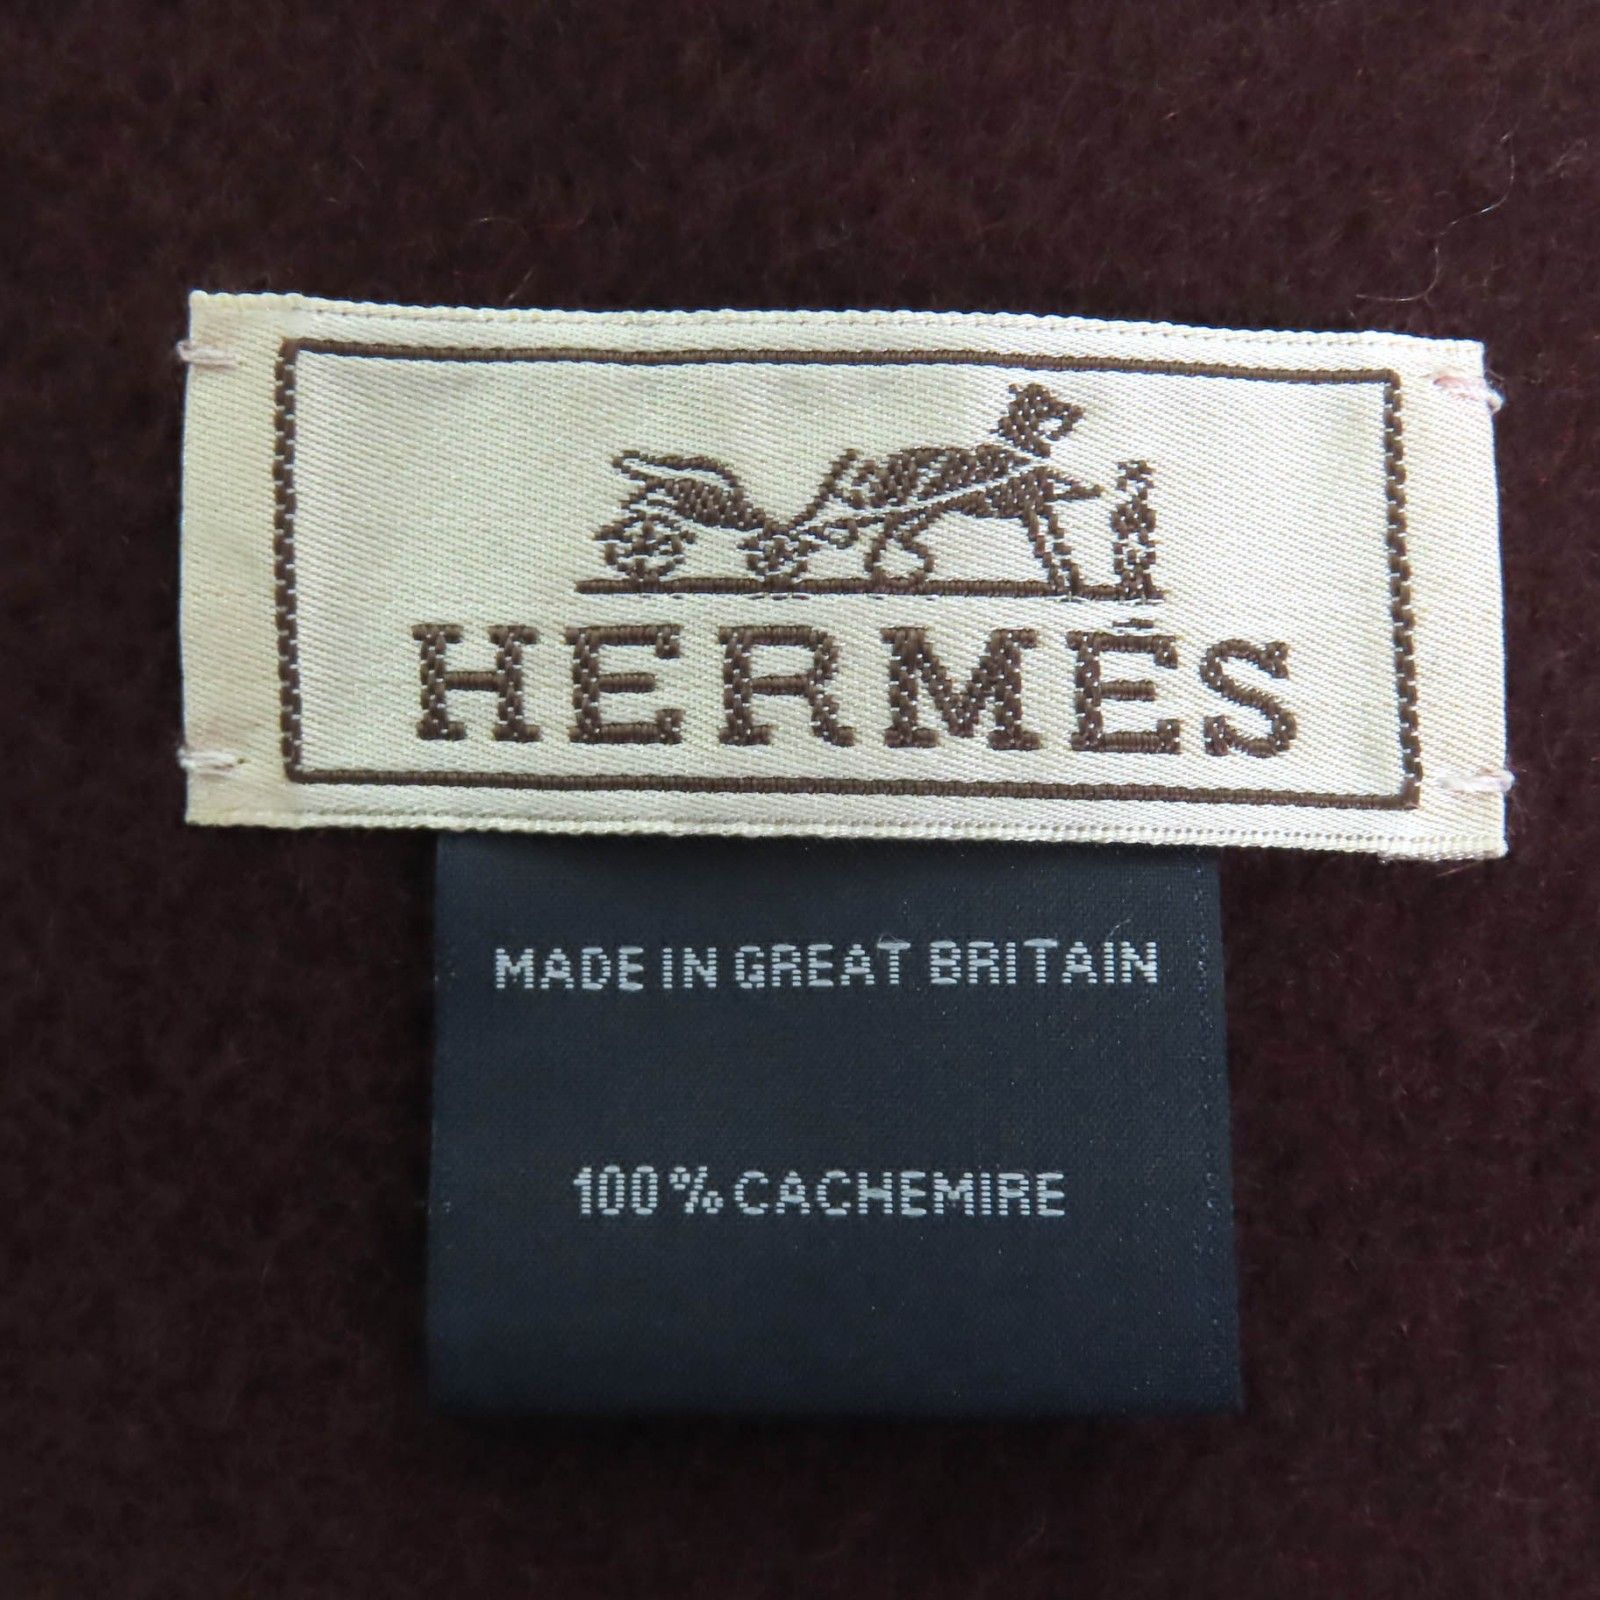 HERMÈS
MADE IN GREAT BRITAIN
100% CACHEMIRE